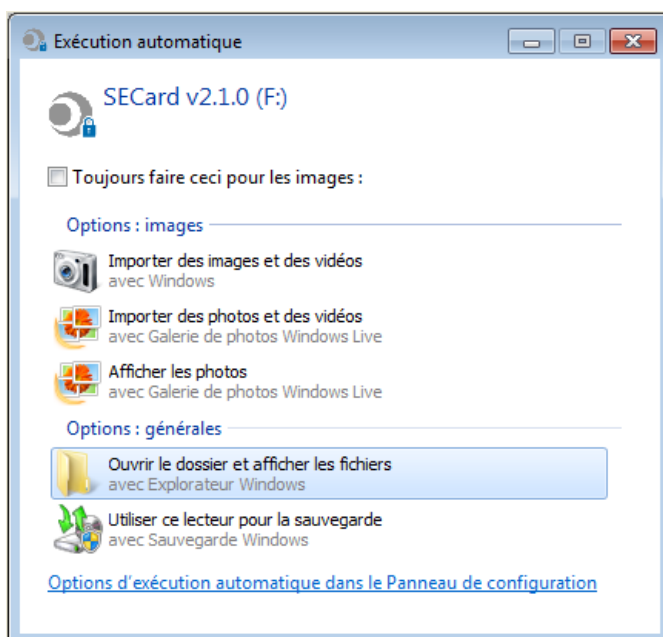 Exécution automatique
SECard v2.1.0 (F:)
Toujours faire ceci pour les images :
Options : images
Importer des images et des vidéos
avec Windows
Importer des photos et des vidéos
avec Galerie de photos Windows Live
Afficher les photos
avec Galerie de photos Windows Live
Options : générales
Ouvrir le dossier et afficher les fichiers
avec Explorateur Windows
Utiliser ce lecteur pour la sauvegarde
avec Sauvegarde Windows
Options d'exécution automatique dans le Panneau de configuration